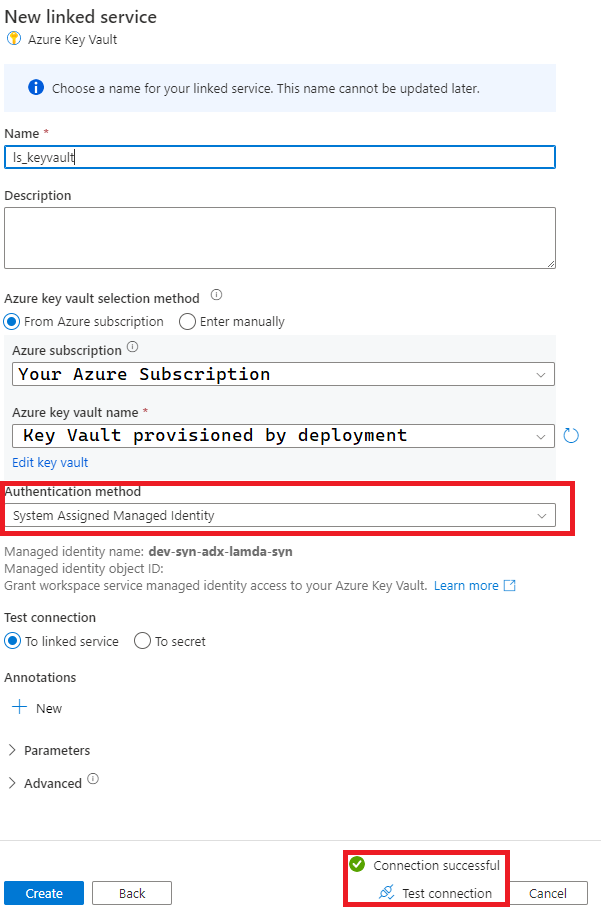 New linked service
Azure Key Vault
Choose a name for your linked service. This name cannot be updated later.
Name *
ls_keyvault
Description
Azure key vault selection method
From Azure subscription Enter manually
Azure subscription
Your Azure Subscription
Azure key vault name *
Key Vault provisioned by deployment
Edit key vault
Authentication method
System Assigned Managed Identity
Managed identity name: dev-syn-adx-lamda-syn
Managed identity object ID:
Grant workspace service managed identity access to your Azure Key Vault. Learn more
Test connection
To linked service To secret
Annotations
New
Parameters
Advanced
Connection successful
Create Back Test connection Cancel